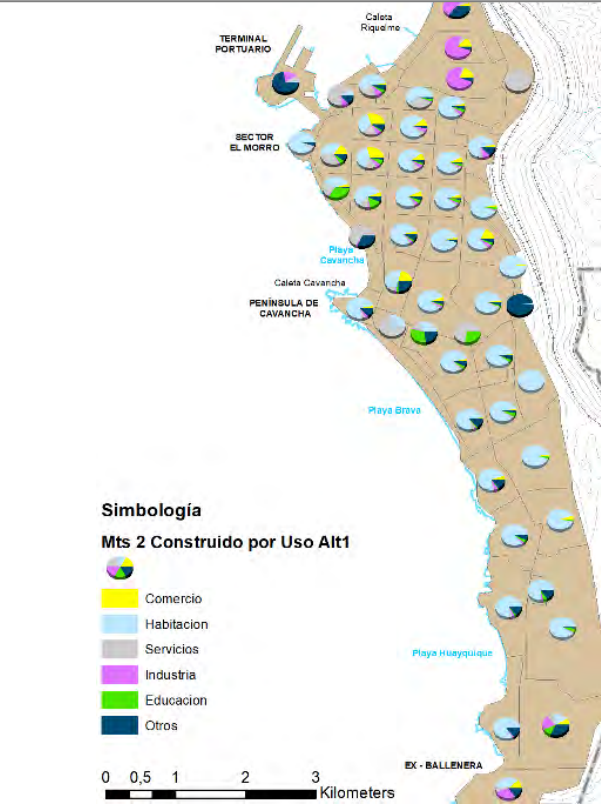 Caleta
Riquelme
TERMINAL
PORTUARIO
SECTOR
EL MORRO
Playa
Cavancha
Caleta Cavancha
PENÍNSULA DE
CAVANCHA
Playa Brava
Simbología
Mts 2 Construido por Uso Alt1
Comercio
Habitacion
Servicios
Industria
Educacion
Otros
Playa Huayquique
EX - BALLENERA
0 0,5 1 2 3
Kilometers